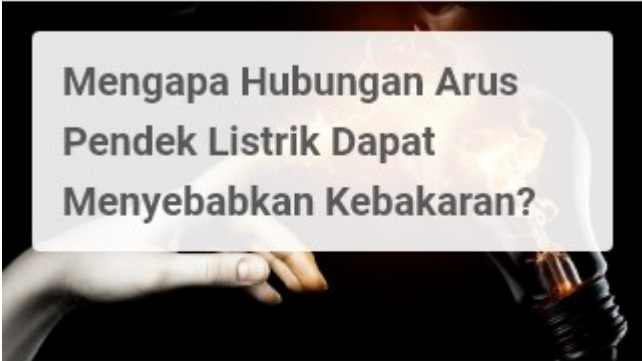 Mengapa Hubungan Arus
Pendek Listrik Dapat
Menyebabkan Kebakaran?